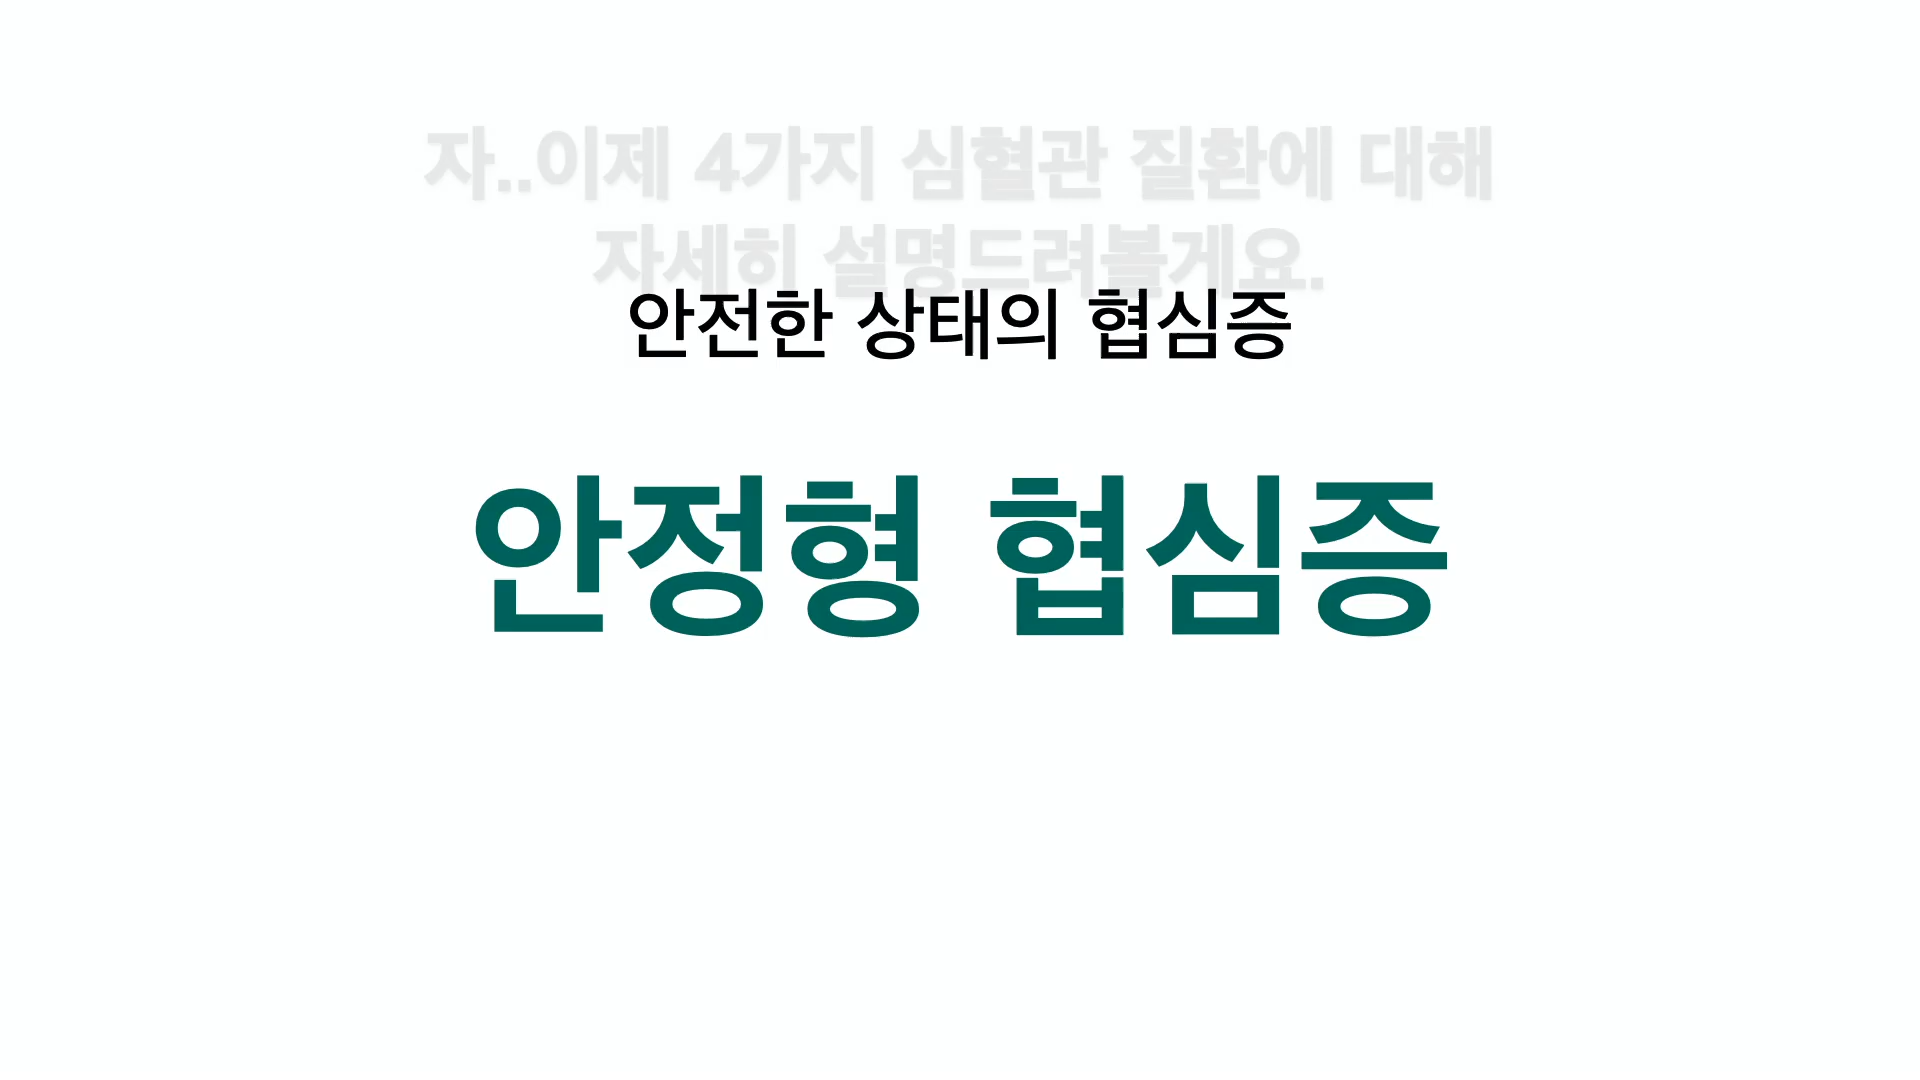 자..이제 4가지 심혈관 질환에 대해
자세히 설명드려볼게요.
안전한 상태의 협심증
안정형 협심증